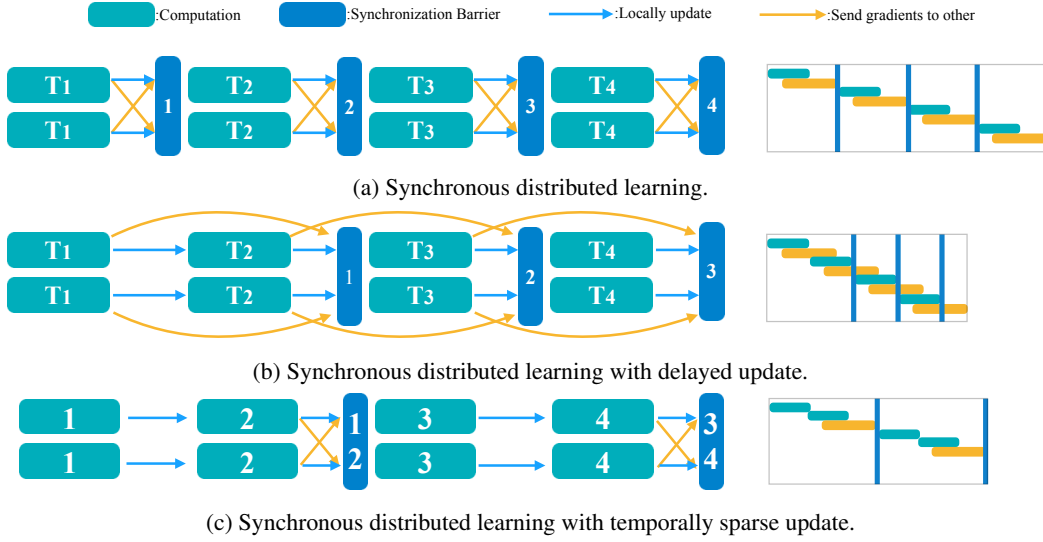 :Computation :Synchronization Barrier :Locally update :Send gradients to other
T1 T2 T3 T4
1 2 3 4
T1 T2 T3 T4
(a) Synchronous distributed learning.
T1 T2 T3 T4
1 2 3
T1 T2 T3 T4
(b) Synchronous distributed learning with delayed update.
1 2 1 3 4 3
1 2 2 3 4 4
(c) Synchronous distributed learning with temporally sparse update.